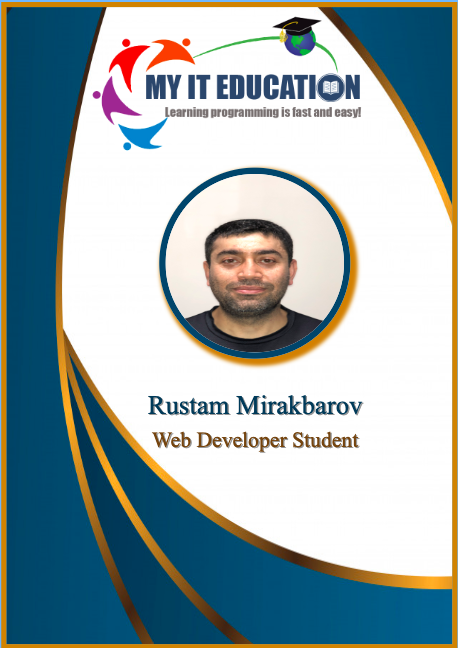 MY IT EDUCATION
Learning programming is fast and easy!
Rustam Mirakbarov
Web Developer Student